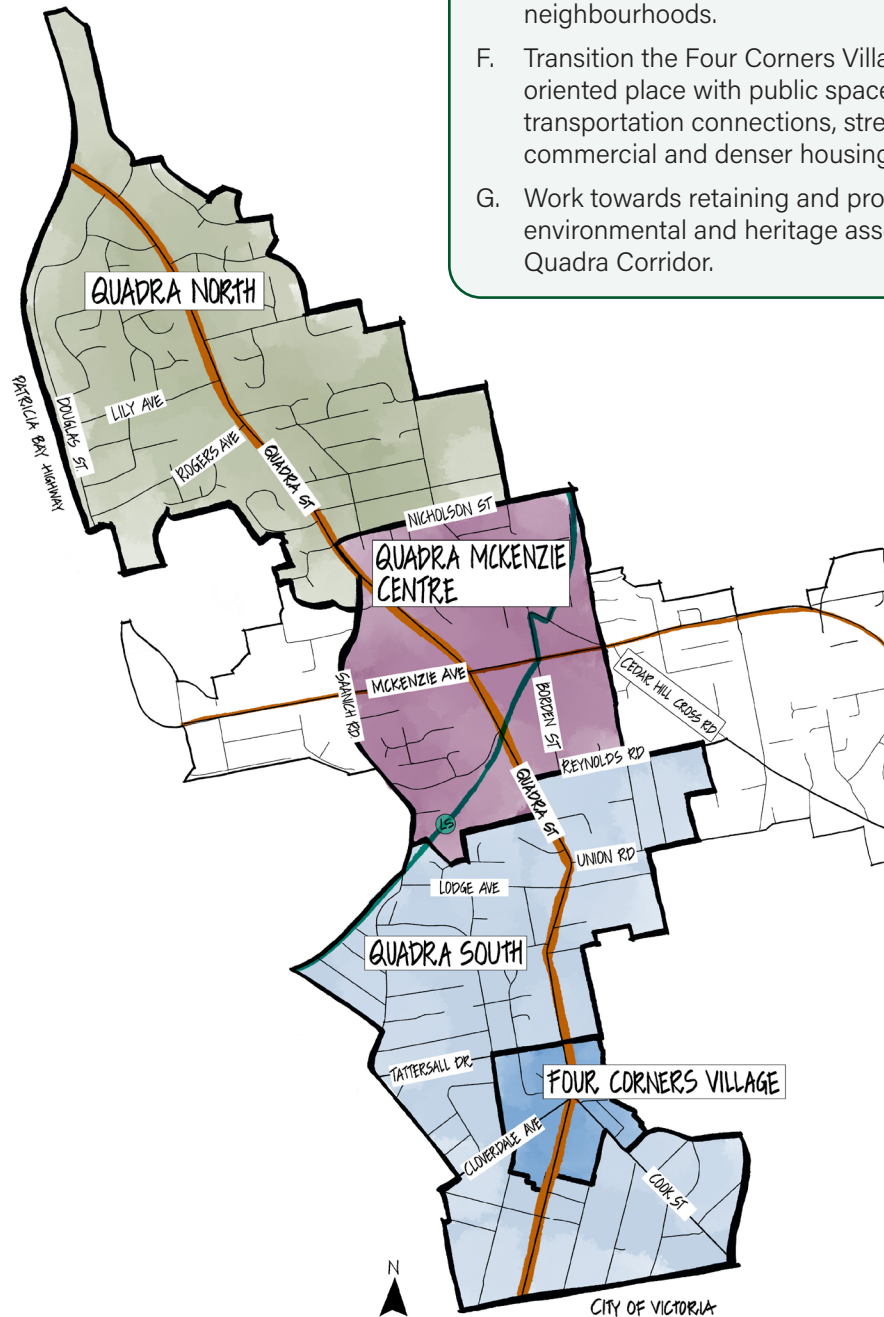 neighbourhoods.
F. Transition the Four Corners Villa
oriented place with public space
transportation connections, stre
commercial and denser housing
G. Work towards retaining and pro
environmental and heritage ass
Quadra Corridor.
QUADRA NORTH
PATRICIA BAY HIGHWAY
DOUGLAS ST.
LILY AVE
ROGERS AVE
QUADRA ST
NICHOLSON ST
QUADRA MCKENZIE
CENTRE
SAANICH RD
MCKENZIE AVE
BORDEN ST
CEDAR HILL CROSS RD
REYNOLDS RD
QUADRA ST
LS
UNION RD
LODGE AVE
QUADRA SOUTH
TATTERSALL DR
FOUR CORNERS VILLAGE
CLOVERDALE AVE
COOK ST
N
CITY OF VICTORIA